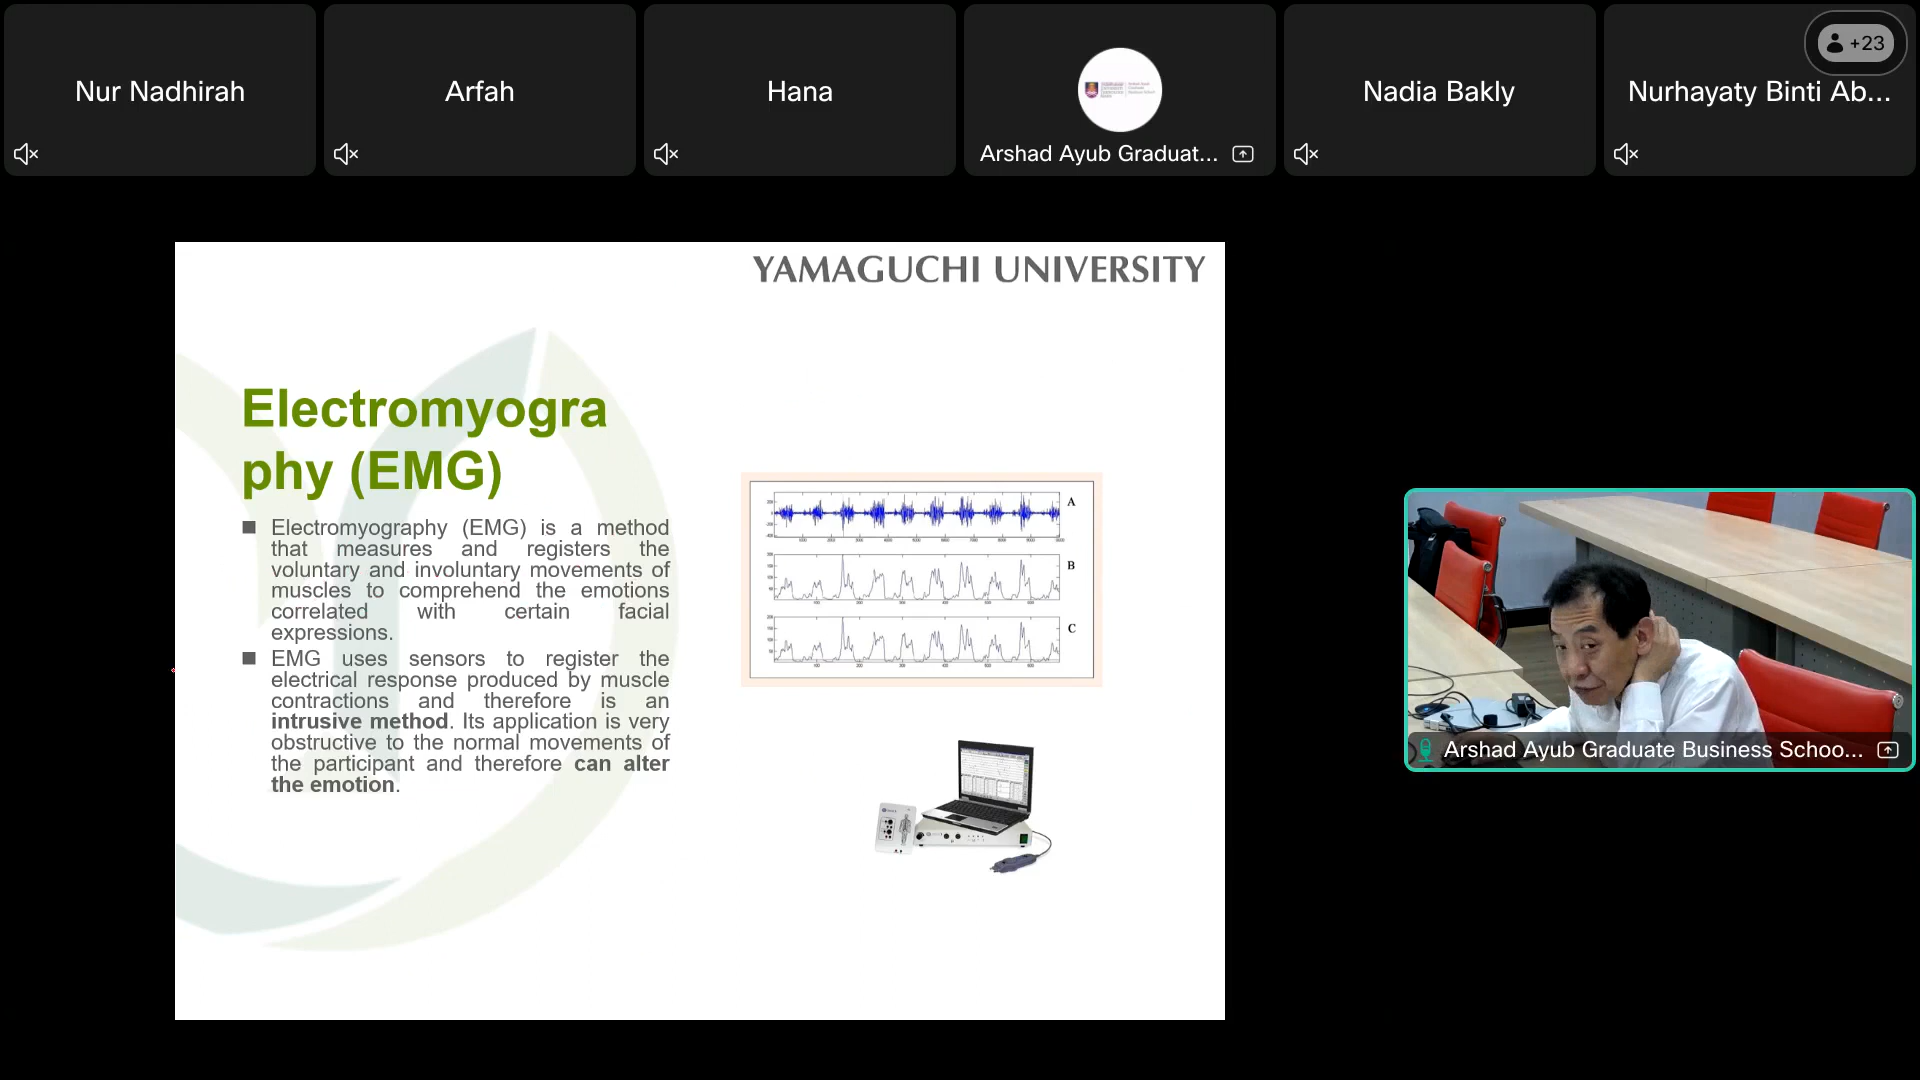 Nur Nadhirah
Arfah
Hana
Arshad Ayub Graduat...
Nadia Bakly
Nurhayaty Binti Ab...
+23
YAMAGUCHI UNIVERSITY
Electromyogra
phy (EMG)
Electromyography (EMG) is a method
that measures and registers the
voluntary and involuntary movements of
muscles to comprehend the emotions
correlated with certain facial
expressions.
EMG uses sensors to register the
electrical response produced by muscle
contractions and therefore is an
intrusive method. Its application is very
obstructive to the normal movements of
the participant and therefore can alter
the emotion.
A
B
C
Arshad Ayub Graduate Business Schoo...